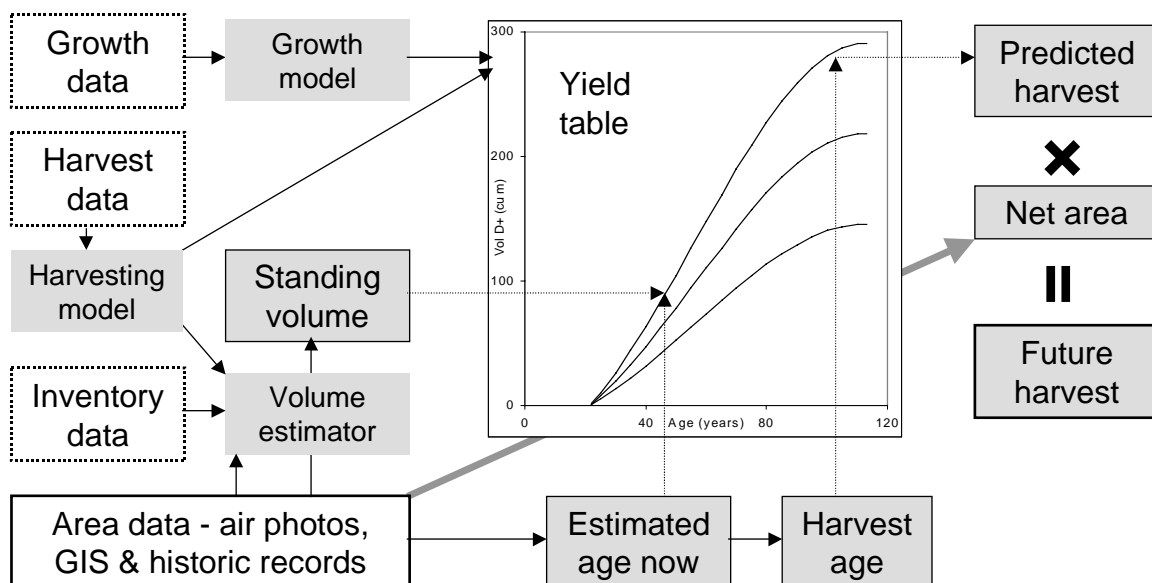 Growth
data
Growth
model
Harvest
data
Harvesting
model
Standing
volume
Inventory
data
Volume
estimator
Area data - air photos,
GIS & historic records
300
200
100
0
Vol D+ (cu m)
Yield
table
0
40
Age (years)
80
120
Estimated
age now
Harvest
age
Predicted
harvest
×
Net area
=
Future
harvest